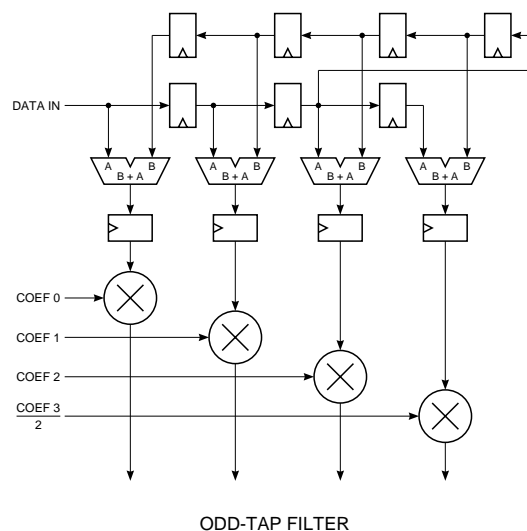 DATA IN
A B A B A B A B
B + A B + A B + A B + A
COEF 0
COEF 1
COEF 2
COEF 3
2
ODD-TAP FILTER